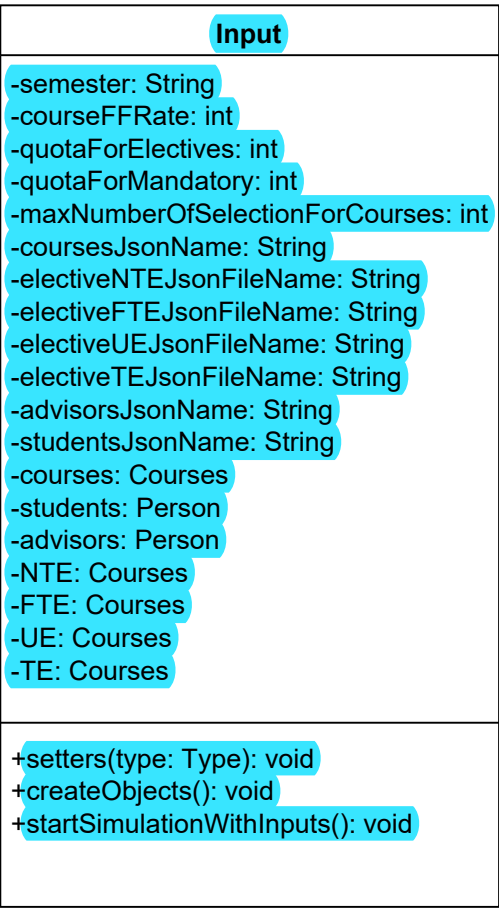 Input
-semester: String
-courseFFRate: int
-quotaForElectives: int
-quotaForMandatory: int
-maxNumberOfSelectionForCourses: int
-coursesJsonName: String
-electiveNTEJsonFileName: String
-electiveFTEJsonFileName: String
-electiveUEJsonFileName: String
-electiveTEJsonFileName: String
-advisorsJsonName: String
-studentsJsonName: String
-courses: Courses
-students: Person
-advisors: Person
-NTE: Courses
-FTE: Courses
-UE: Courses
-TE: Courses
+setters(type: Type): void
+createObjects(): void
+startSimulationWithInputs(): void